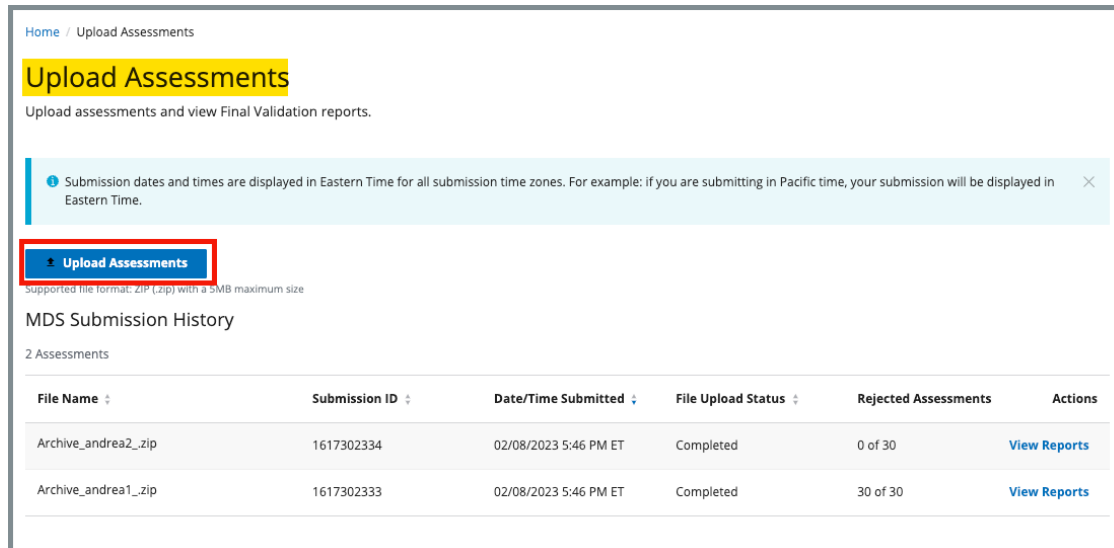 Home / Upload Assessments
Upload Assessments
Upload assessments and view Final Validation reports.
Submission dates and times are displayed in Eastern Time for all submission time zones. For example: if you are submitting in Pacific time, your submission will be displayed in
Eastern Time.
Upload Assessments
Supported file format: ZIP (.zip) with a 5MB maximum size
MDS Submission History
2 Assessments
File Name Submission ID Date/Time Submitted File Upload Status Rejected Assessments Actions
Archive_andrea2_.zip 1617302334 02/08/2023 5:46 PM ET Completed 0 of 30 View Reports
Archive_andrea1_.zip 1617302333 02/08/2023 5:46 PM ET Completed 30 of 30 View Reports